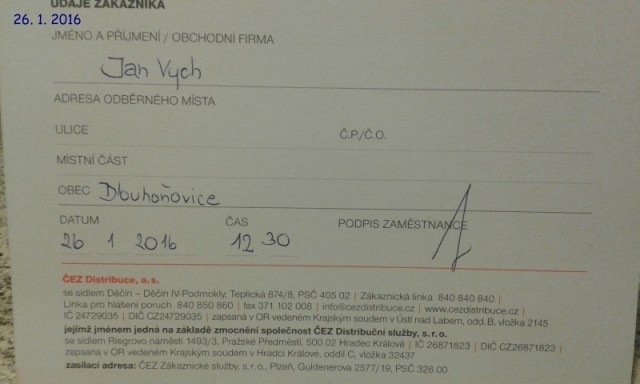 26. 1. 2016
ÚDAJE ZÁKAZNÍKA
JMÉNO A PŘÍJMENÍ / OBCHODNÍ FIRMA
Jan Vych
ADRESA ODBĚRNÉHO MÍSTA
ULICE Č.P./Č.O.
MÍSTNÍ ČÁST
OBEC Dbuhoňovice
DATUM ČAS PODPIS ZAMĚSTNANCE
26 1 2016 12 30
ČEZ Distribuce, a. s.
se sídlem Děčín – Děčín IV-Podmokly, Teplická 874/8, PSČ 405 02 | Zákaznická linka 840 840 840 |
Linka pro hlášení poruch 840 850 860 | fax 371 102 008 | info@cezdistribuce.cz | www.cezdistribuce.cz |
IČ 24729035 | DIČ CZ24729035 | zapsaná v OR vedeném Krajským soudem v Ústí nad Labem, odd. B, vložka 2145
jejímž jménem jedná na základě zmocnění společnost ČEZ Distribuční služby, s. r. o.
se sídlem Riegrovo náměstí 1493/3, Pražské Předměstí, 500 02 Hradec Králové | IČ 26871823 | DIČ CZ26871823 |
zapsaná v OR vedeném Krajským soudem v Hradci Králové, oddíl C, vložka 32437
zasílací adresa: ČEZ Zákaznické služby, s. r. o., Plzeň, Guldenerova 2577/19, PSČ 326 00